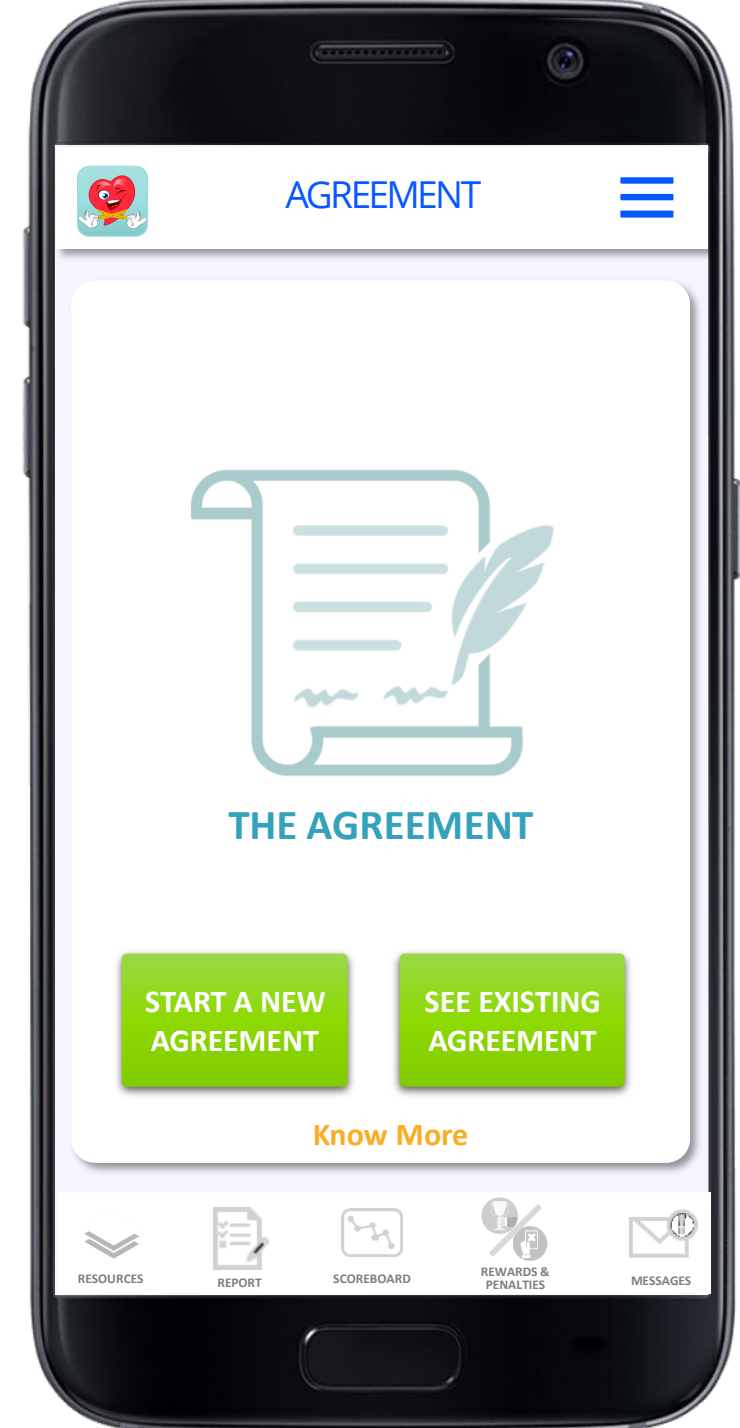 AGREEMENT
THE AGREEMENT
START A NEW
AGREEMENT
SEE EXISTING
AGREEMENT
Know More
RESOURCES
REPORT
SCOREBOARD
REWARDS &
PENALTIES
MESSAGES